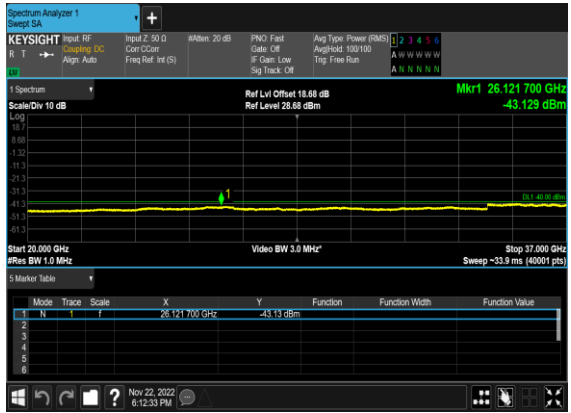 Spectrum Analyzer 1
Swept SA
+
KEYSIGHT
R T
LU
Input: RF
Coupling: DC
Align: Auto
Input Z: 50 Ω
Corr CCorr
Freq Ref: Int (S)
#Atten: 20 dB
PNO: Fast
Gate: Off
IF Gain: Low
Sig Track: Off
Avg Type: Power (RMS)
Avg|Hold: 100/100
Trig: Free Run
1 2 3 4 5 6
A W W W W W
A N N N N N
1 Spectrum
Scale/Div 10 dB
Ref Lvl Offset 18.68 dB
Ref Level 28.68 dBm
Mkr1 26.121 700 GHz
-43.129 dBm
Log
18.7
8.68
-1.32
-11.3
-21.3
-31.3
-41.3
-51.3
-61.3
1
DL1 -40.00 dBm
Start 20.000 GHz
#Res BW 1.0 MHz
Video BW 3.0 MHz*
Stop 37.000 GHz
Sweep ~33.9 ms (40001 pts)
5 Marker Table
Mode Trace Scale X Y Function Function Width Function Value
1 N 1 f 26.121 700 GHz -43.13 dBm
2
3
4
5
6
?
Nov 22, 2022
6:12:33 PM